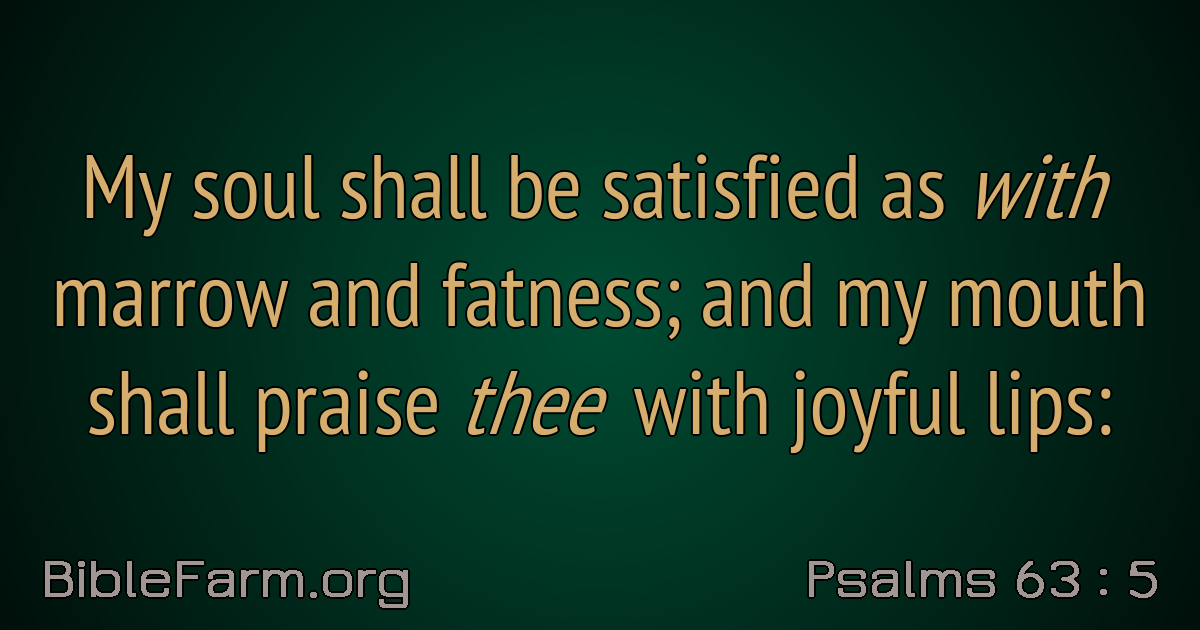 My soul shall be satisfied as with
marrow and fatness; and my mouth
shall praise thee with joyful lips:
BibleFarm.org
Psalms 63 : 5